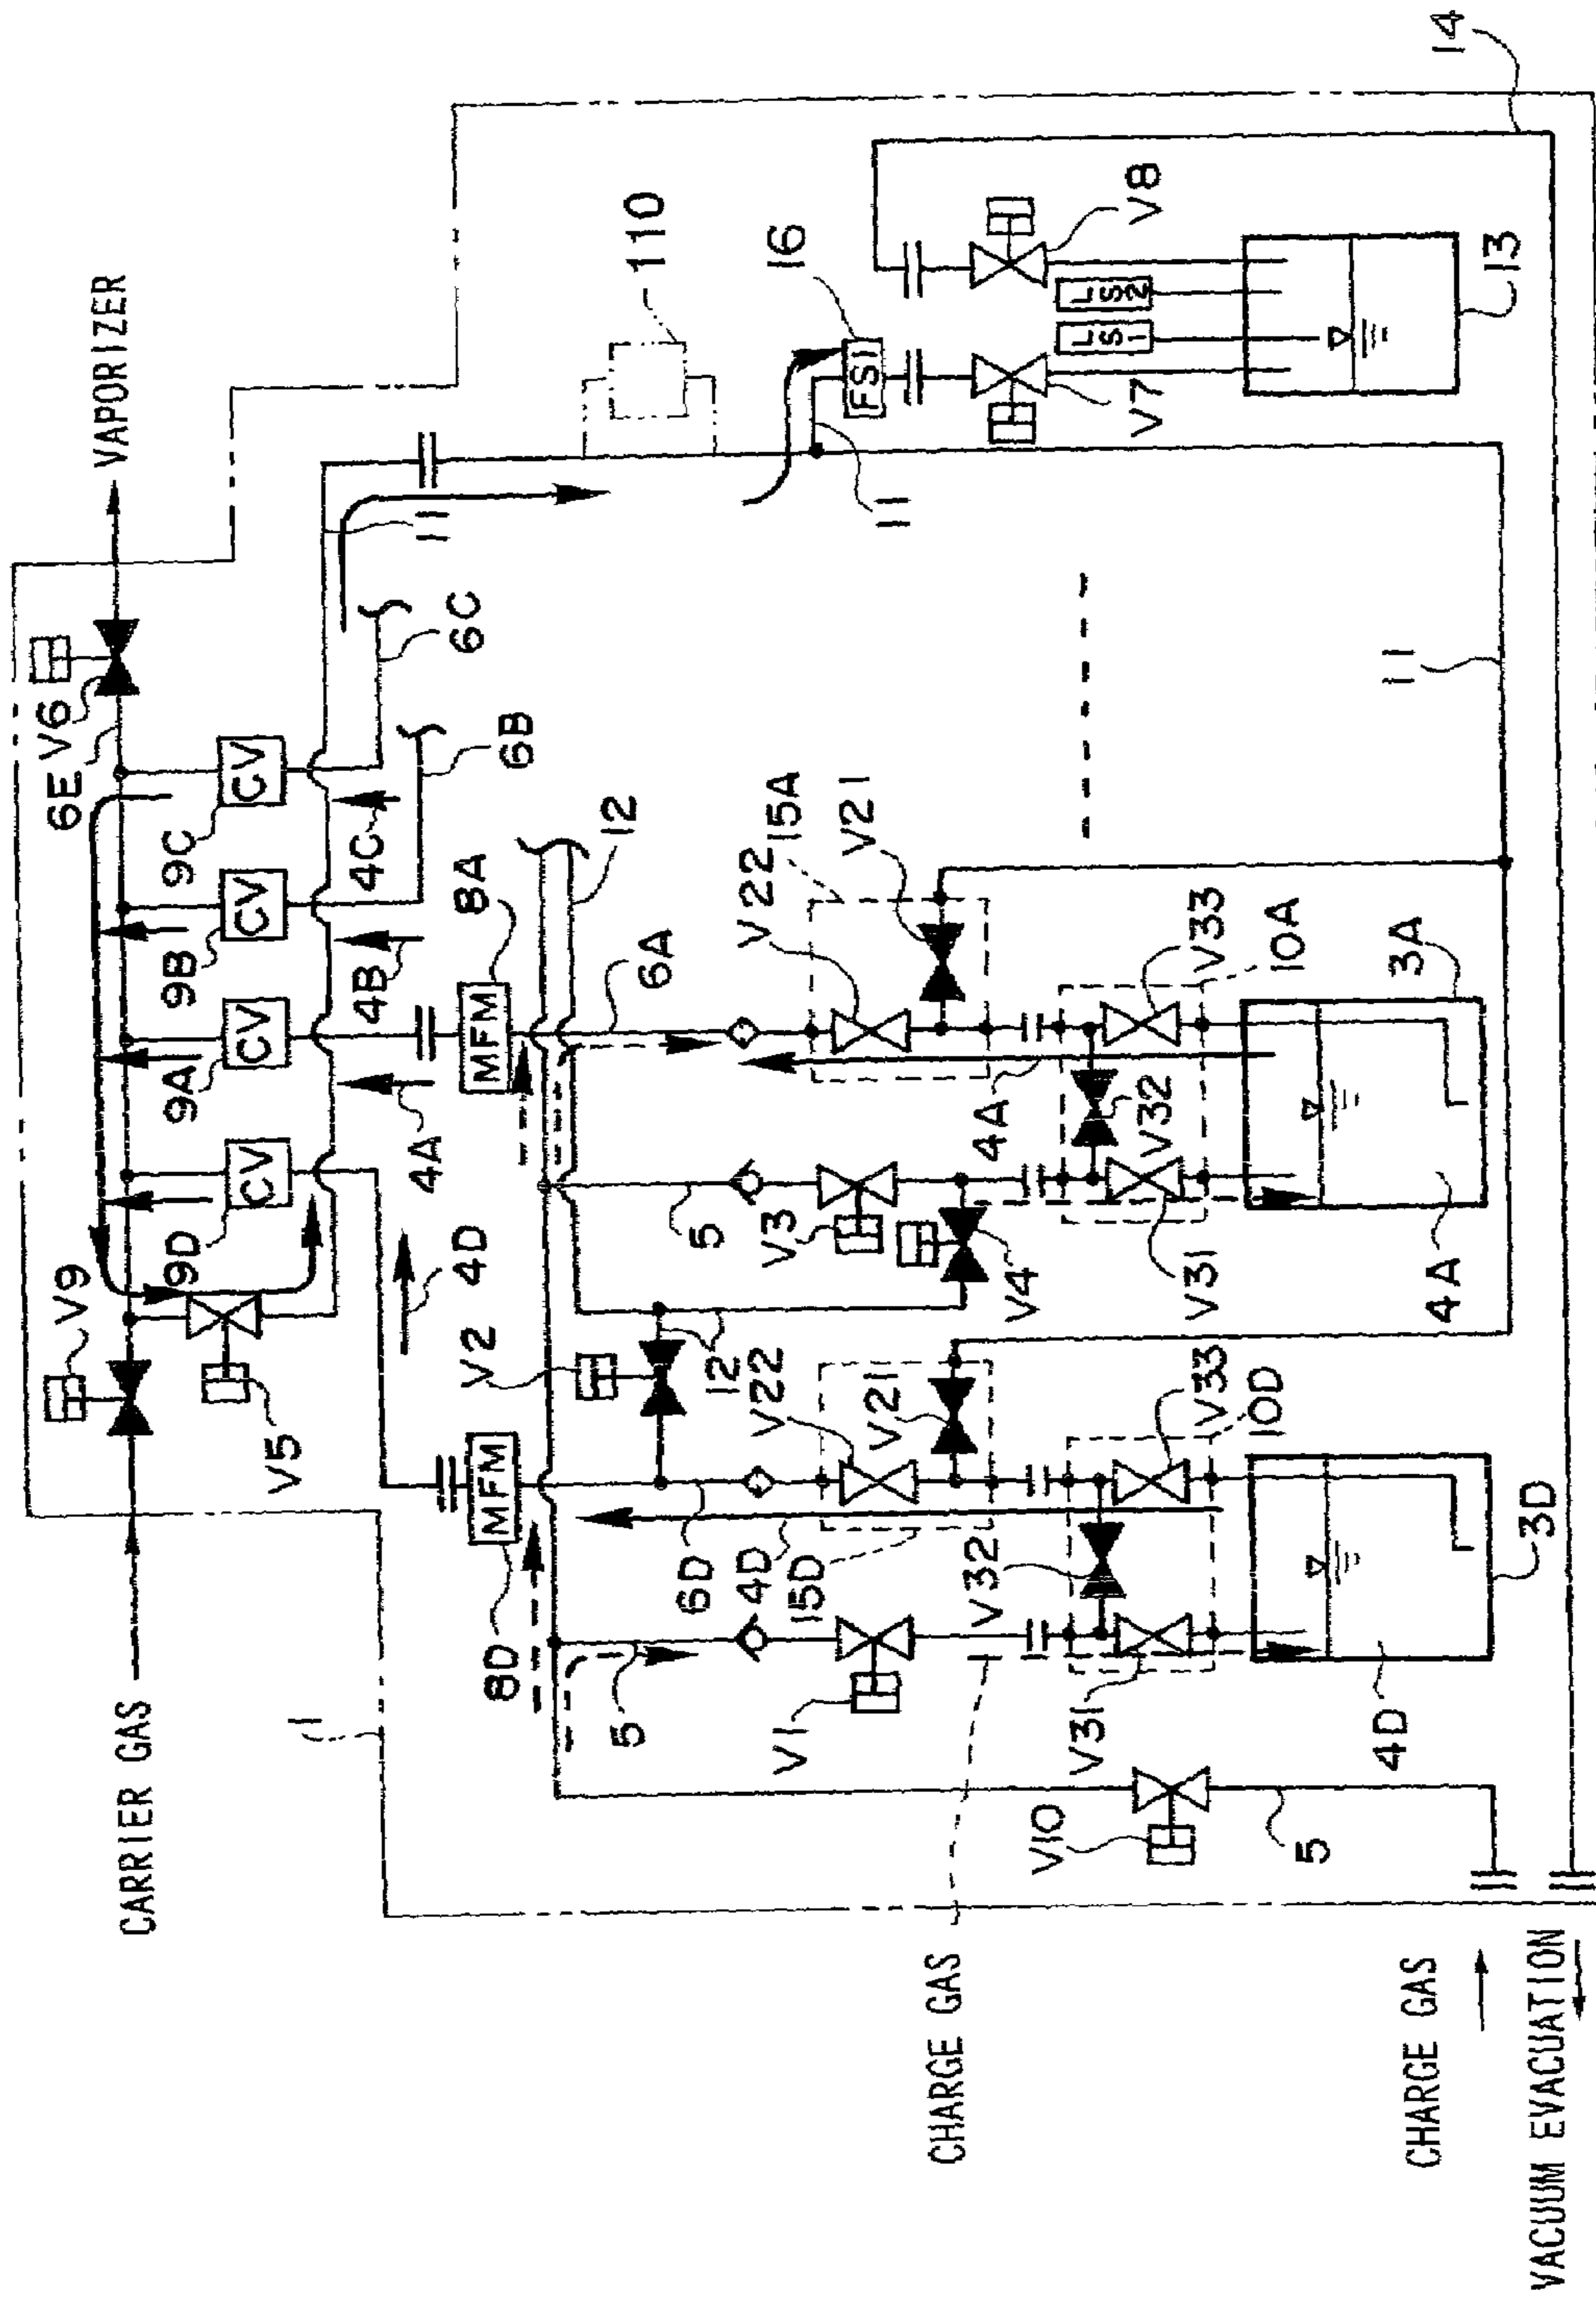 CARRIER GAS
VAPORIZER
V9
V5
V6
6E
9D
CV
9A
CV
9B
CV
9C
CV
4D
4A
4B
4C
6B
6C
11
1
8D
MFM
8A
MFM
V2
12
12
110
16
FSI
11
14
5
6D
5
6A
V1
4D
15D
V22
V21
V3
V4
4A
V22
15A
V21
V7
V8
LS1
LS2
CHARGE GAS
V10
5
V31
V32
V33
10D
V31
V32
V33
10A
11
13
4D
3D
4A
3A
CHARGE GAS
VACUUM EVACUATION